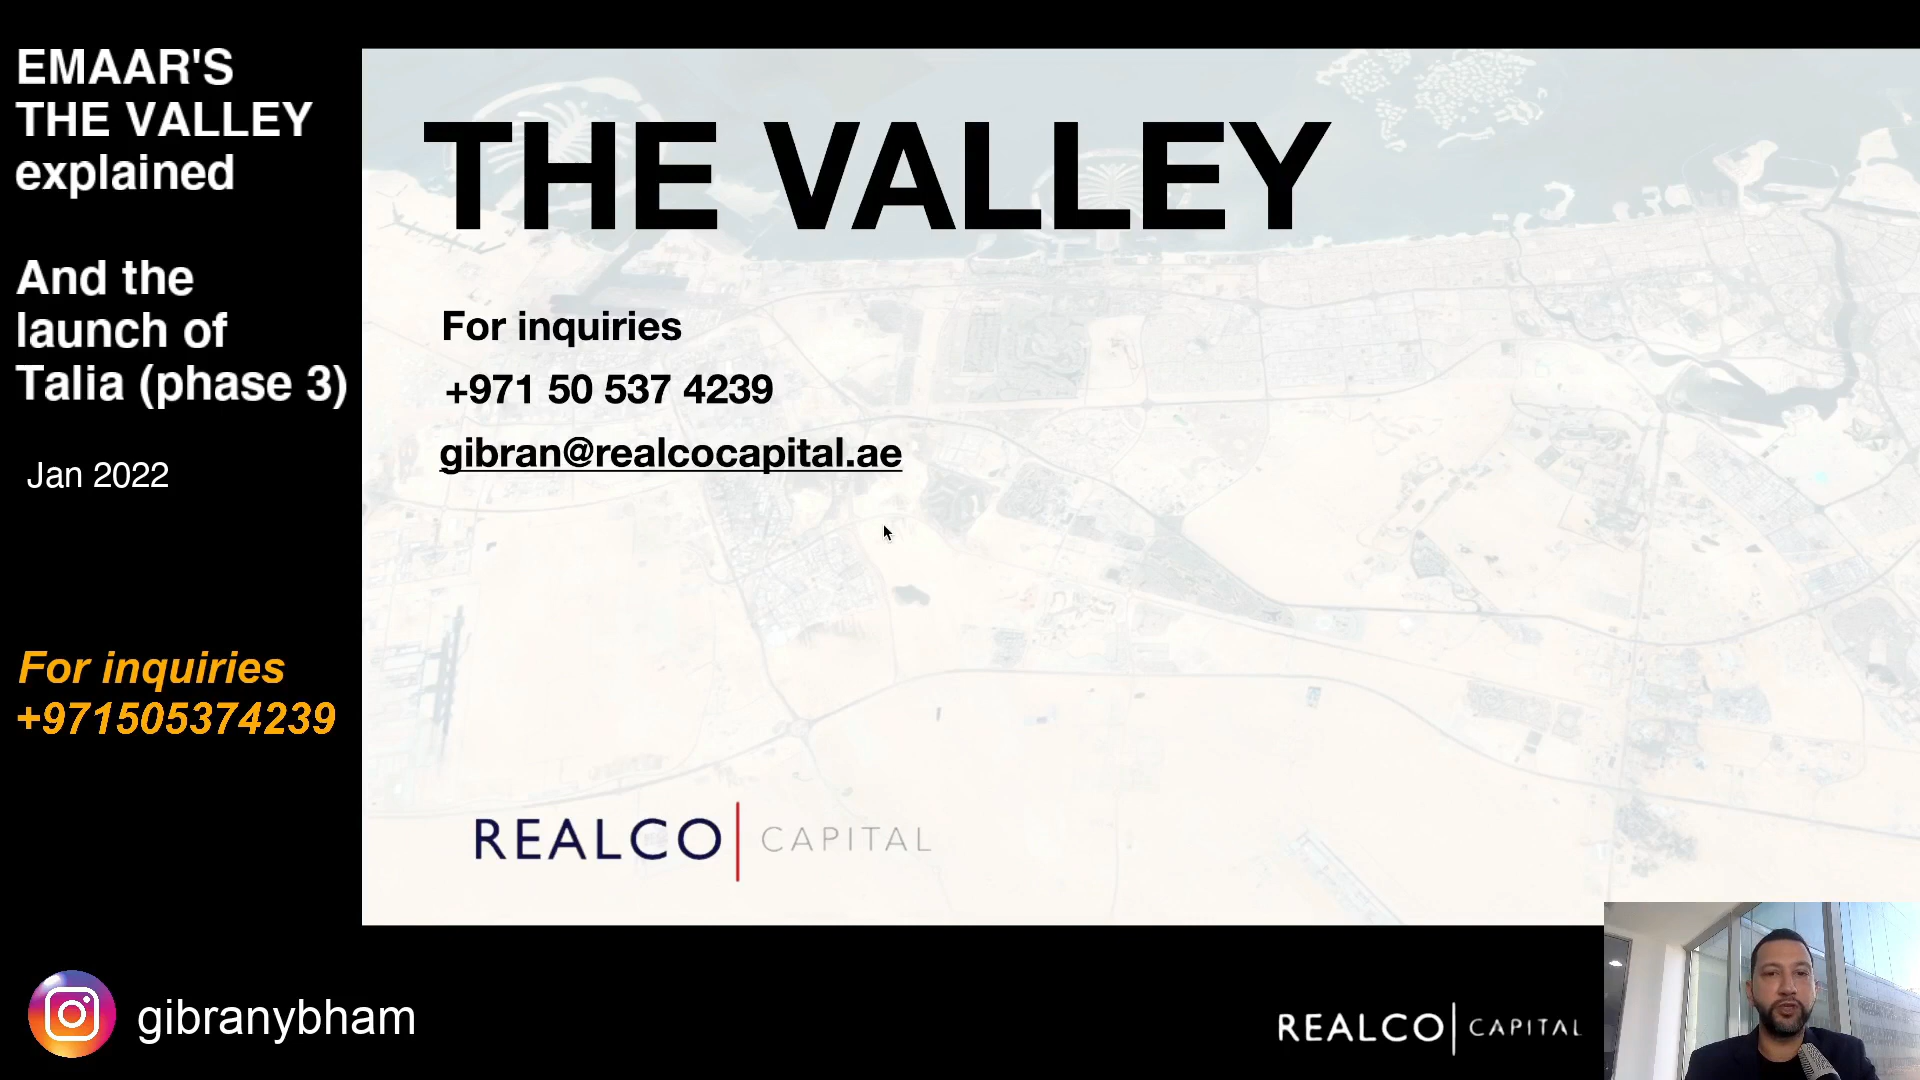 EMAAR'S
THE VALLEY
explained
And the
launch of
Talia (phase 3)
Jan 2022
For inquiries
+971505374239
gibranybham
THE VALLEY
For inquiries
+971 50 537 4239
gibran@realcocapital.ae
REALCO CAPITAL
REALCO CAPITAL